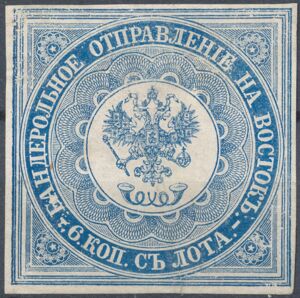 БАНДЕРОЛЬНОЕ ОТПРАВЛЕНІЕ НА ВОСТОКЪ.
6 КОП. СЪ ЛОТА.